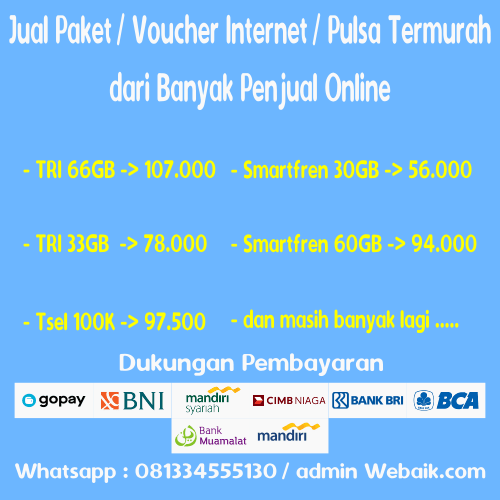 Jual Paket / Voucher Internet / Pulsa Termurah
dari Banyak Penjual Online
- TRI 66GB -> 107.000 - Smartfren 30GB -> 56.000
- TRI 33GB -> 78.000 - Smartfren 60GB -> 94.000
- Tsel 100K -> 97.500 - dan masih banyak lagi .....
Dukungan Pembayaran
gopay BNI mandiri syariah CIMB NIAGA BANK BRI BCA
Bank Muamalat mandiri
Whatsapp : 081334555130 / admin Webaik.com